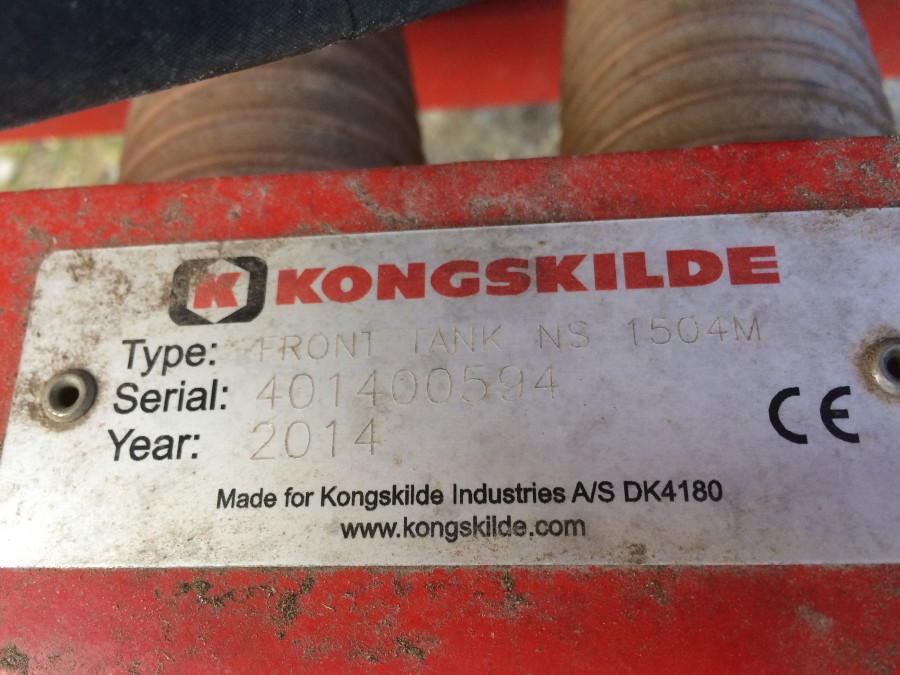 K KONGSKILDE
Type: FRONT TANK NS 1504M
Serial: 401400594
Year: 2014
CE
Made for Kongskilde Industries A/S DK4180
www.kongskilde.com